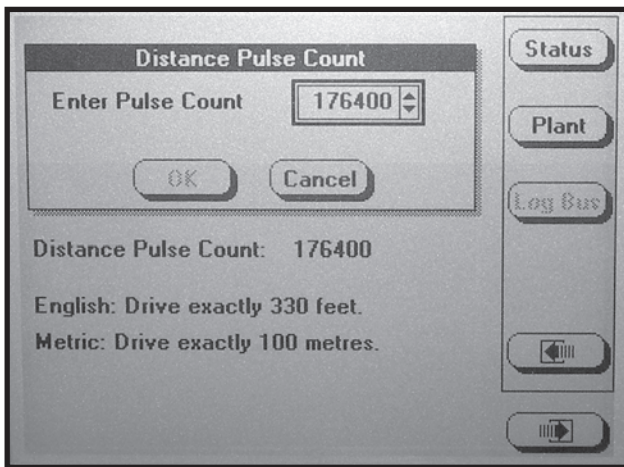 Distance Pulse Count
Enter Pulse Count 176400
OK Cancel
Distance Pulse Count: 176400
English: Drive exactly 330 feet.
Metric: Drive exactly 100 metres.
Status
Plant
Log Bus